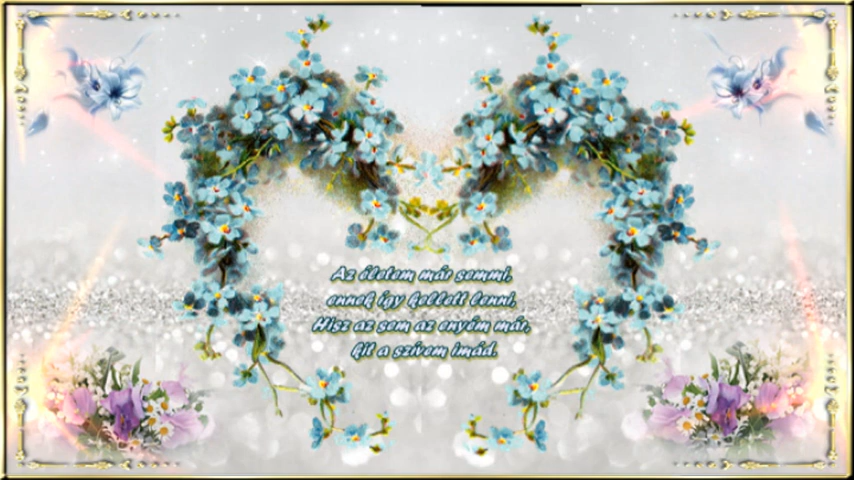 Az életem már semmi,
ennek így kellett lenni,
Hisz az sem az enyém már,
kit a szívem imád.